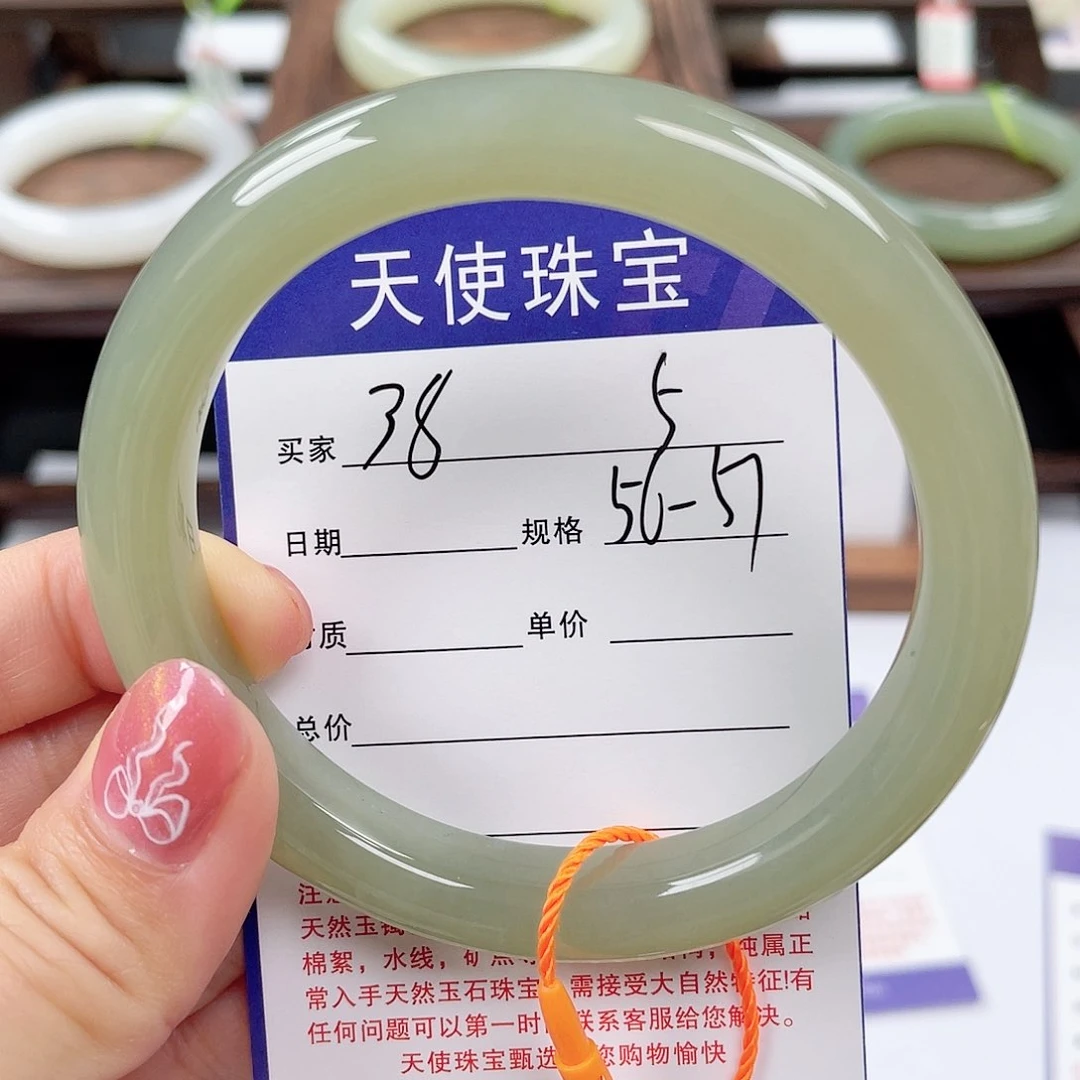 天使珠宝
买家 38 5
日期 规格 56-57
质 单价
总价
注
天然玉
棉絮，水线，矿 纯属正
常入手天然玉石珠宝 需接受大自然特征!有
任何问题可以第一时 联系客服给您解决。
天使珠宝甄选 您购物愉快